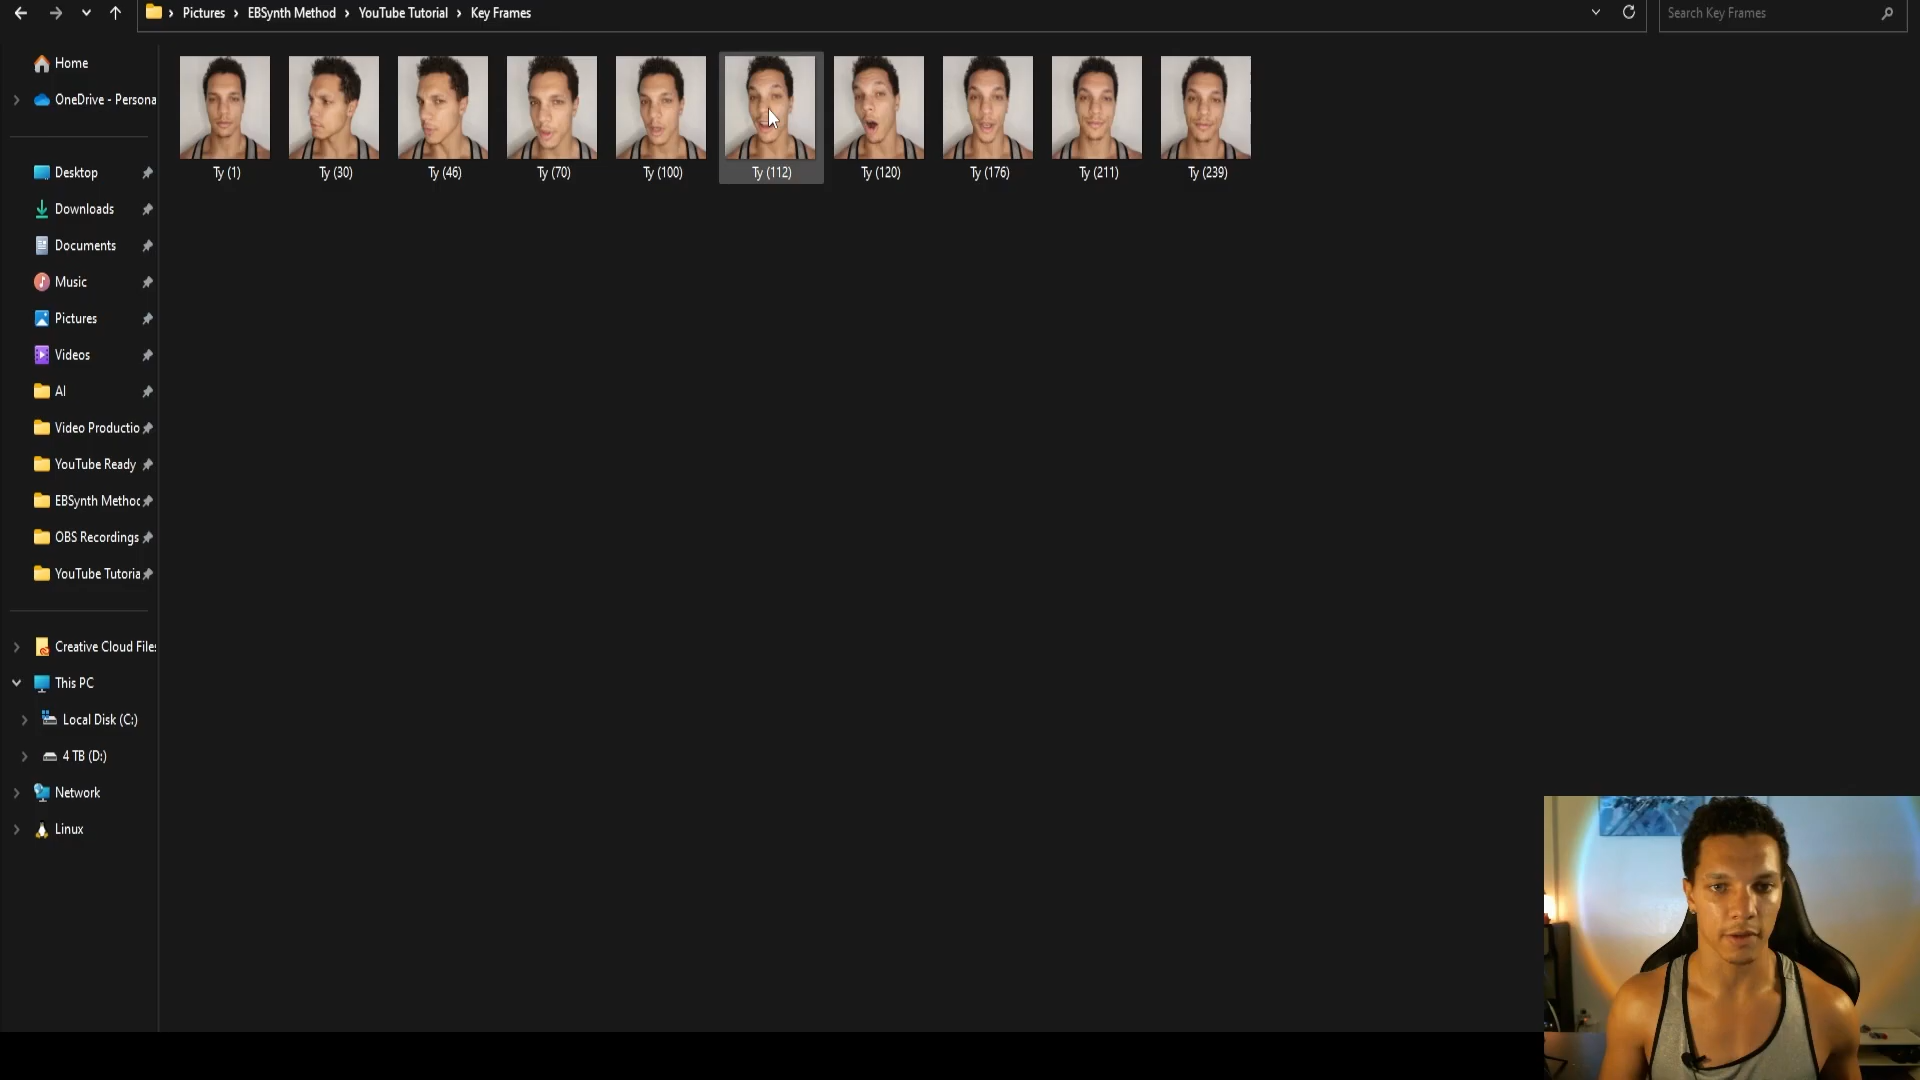 Pictures > EBSynth Method > YouTube Tutorial > Key Frames
Search Key Frames
Home
OneDrive - Persona
Desktop
Downloads
Documents
Music
Pictures
Videos
AI
Video Productio
YouTube Ready
EBSynth Methoc
OBS Recordings
YouTube Tutoria
Creative Cloud Files
This PC
Local Disk (C:)
4 TB (D:)
Network
Linux
Ty (1)
Ty (30)
Ty (46)
Ty (70)
Ty (100)
Ty (112)
Ty (120)
Ty (176)
Ty (211)
Ty (239)